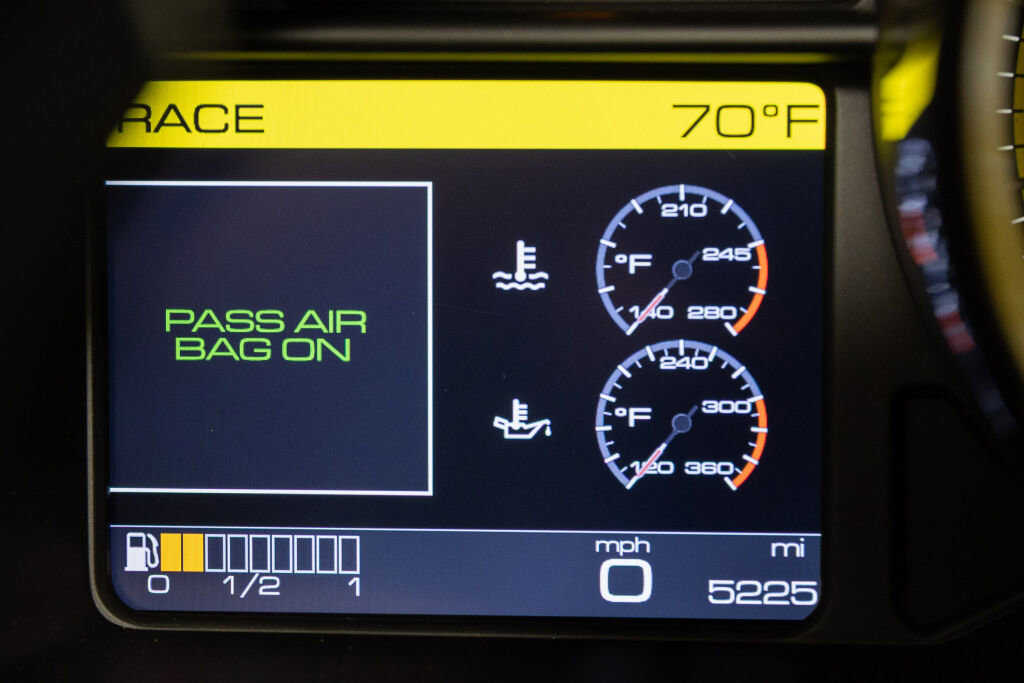 RACE 70°F
PASS AIR
BAG ON
210
°F 245
140 280
240
°F 300
120 360
0 1/2 1
mph
0
mi
5225